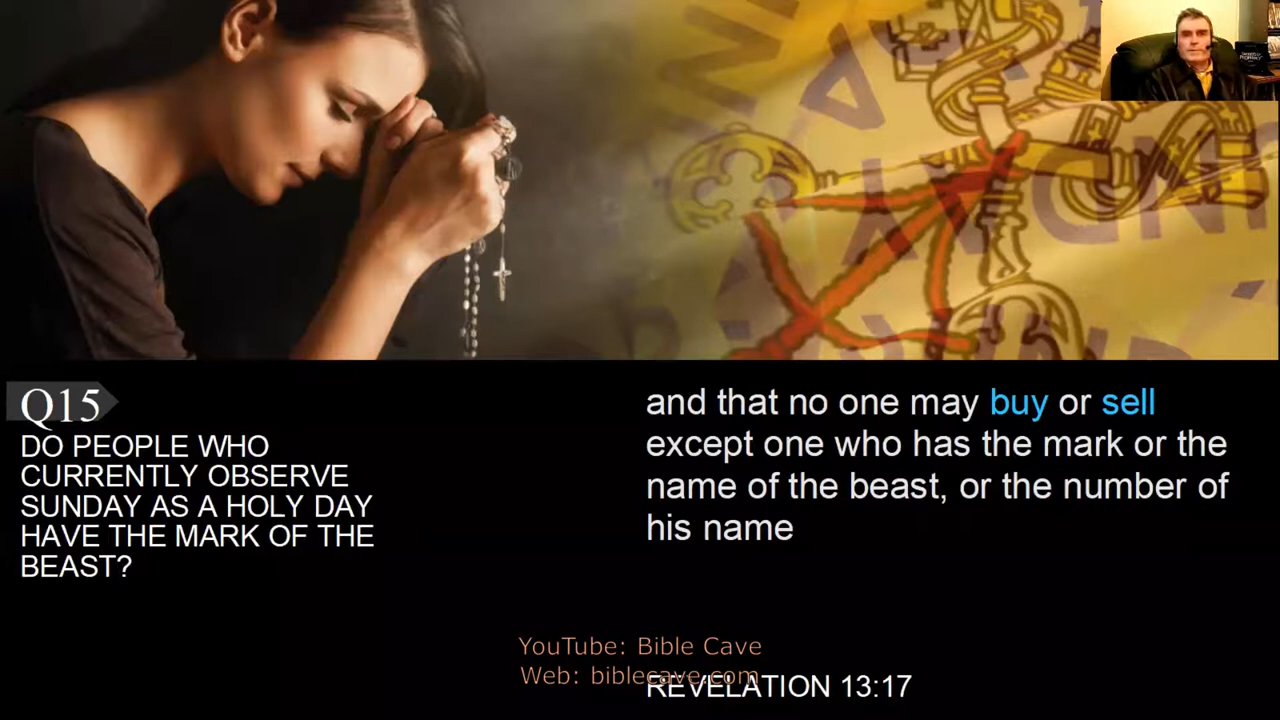 Q15
DO PEOPLE WHO
CURRENTLY OBSERVE
SUNDAY AS A HOLY DAY
HAVE THE MARK OF THE
BEAST?
and that no one may buy or sell
except one who has the mark or the
name of the beast, or the number of
his name
YouTube: Bible Cave
Web: biblecave.com
REVELATION 13:17